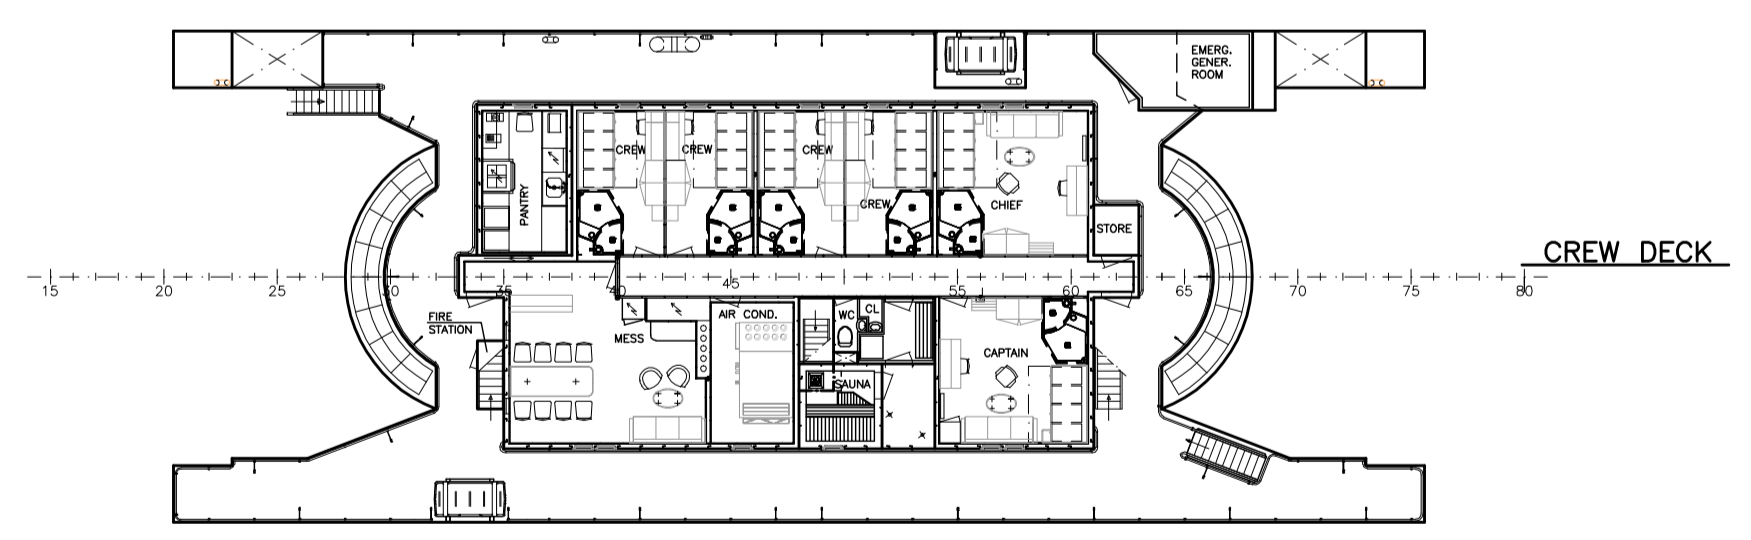 EMERG.
GENER.
ROOM
CREW
CREW
CREW
PANTRY
CREW
CHIEF
STORE
CREW DECK
15 20 25 30 35 40 45 50 55 60 65 70 75 80
FIRE
STATION
MESS
AIR COND.
WC
CL
CAPTAIN
SAUNA